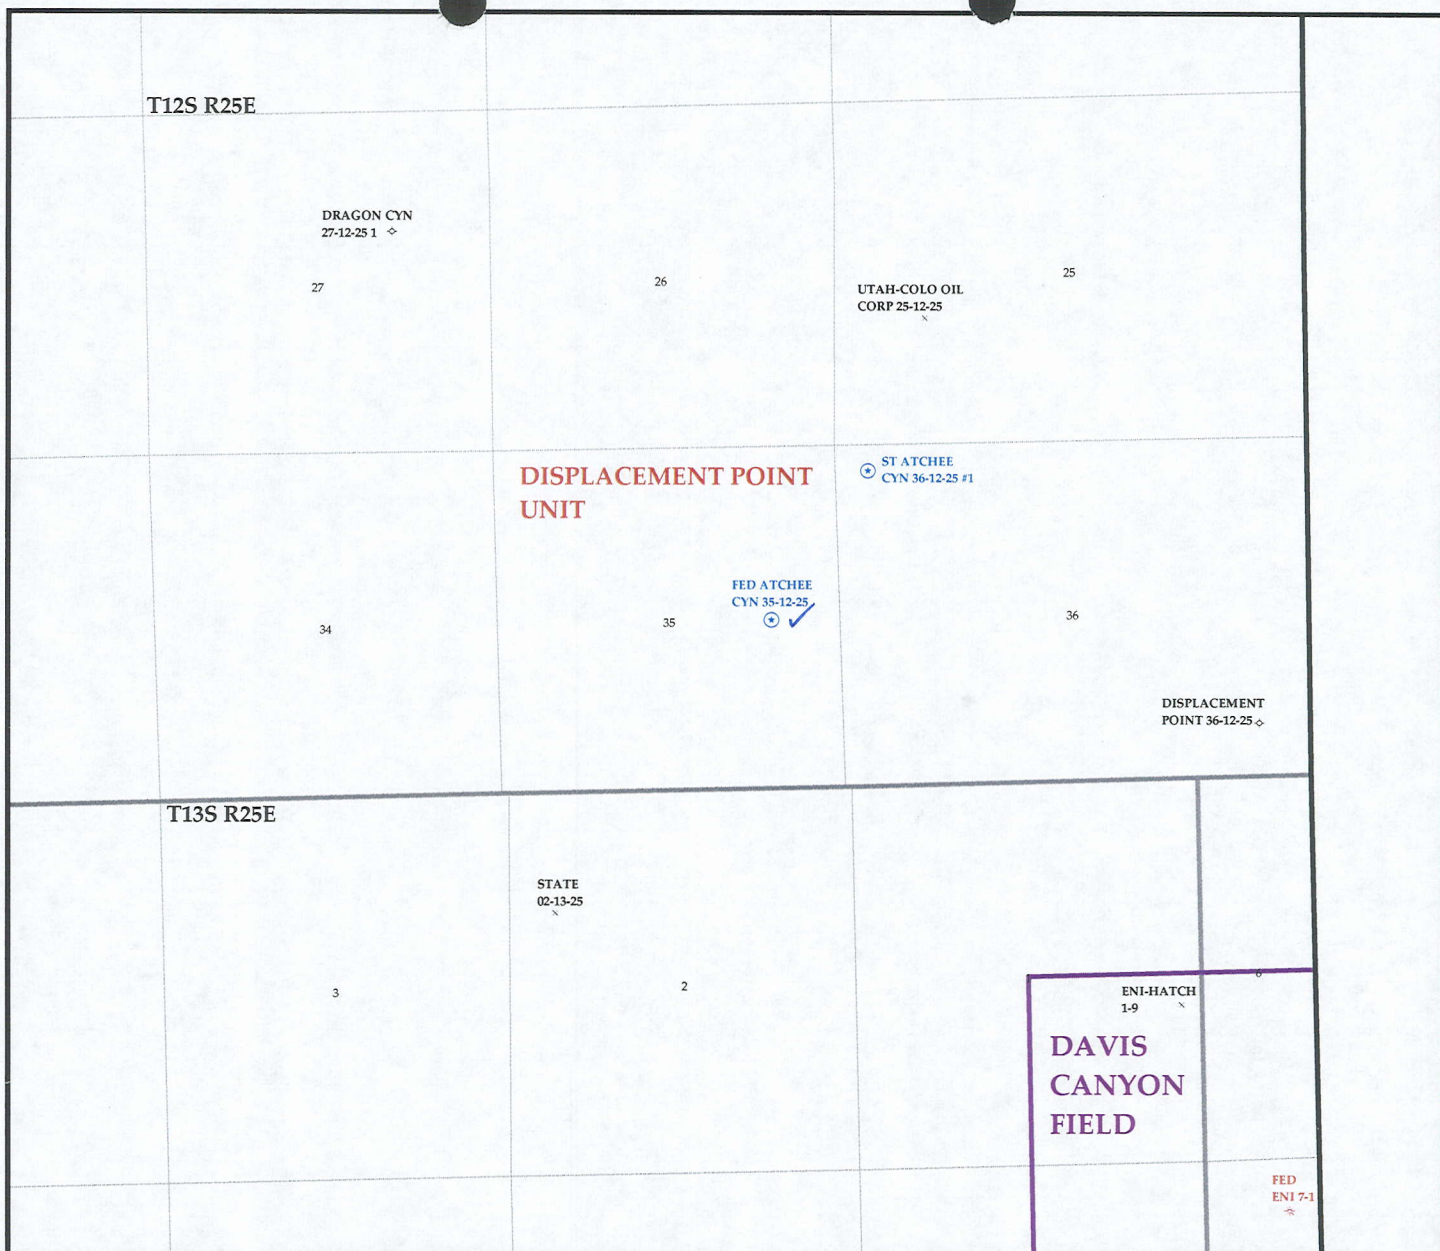 T12S R25E
DRAGON CYN
27-12-25 1
27
26
25
UTAH-COLO OIL
CORP 25-12-25
DISPLACEMENT POINT
UNIT
ST ATCHEE
CYN 36-12-25 #1
FED ATCHEE
CYN 35-12-25
34
35
36
DISPLACEMENT
POINT 36-12-25
T13S R25E
STATE
02-13-25
3
2
6
ENI-HATCH
1-9
DAVIS
CANYON
FIELD
FED
ENI 7-1